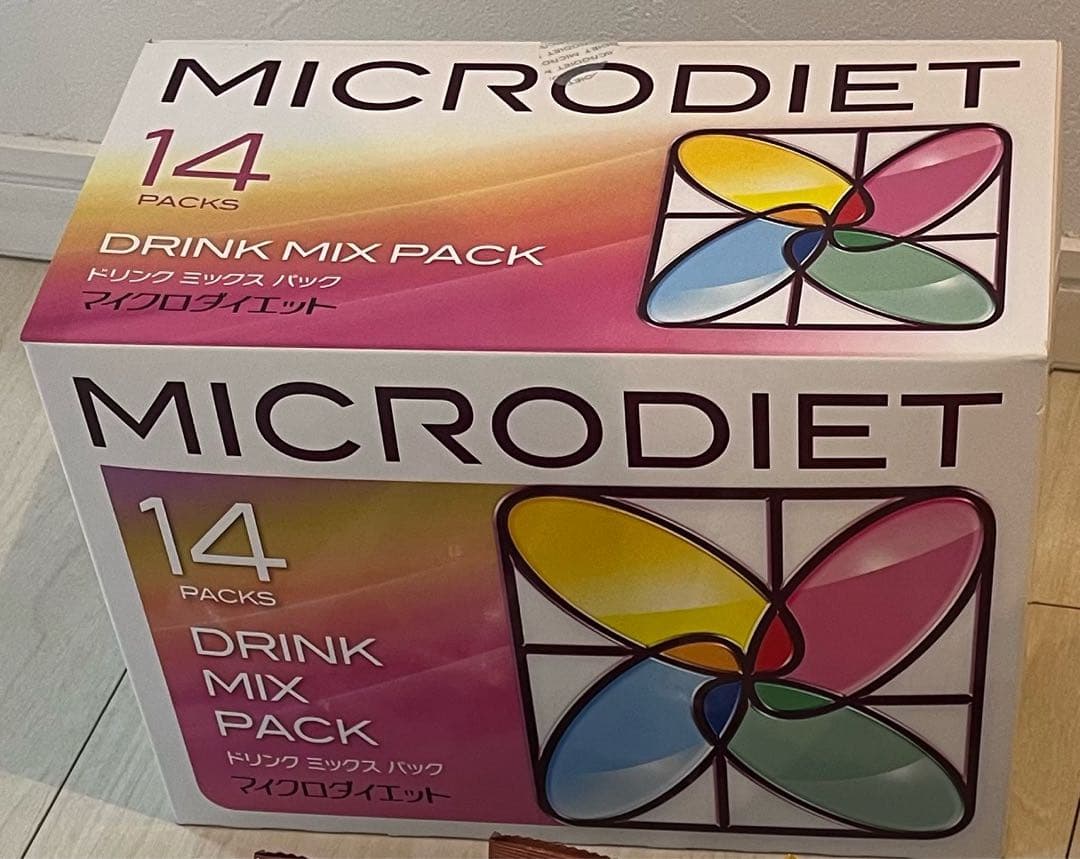 MICRODIET
14
PACKS
DRINK MIX PACK
ドリンク ミックス パック
マイクロダイエット
MICRODIET
14
PACKS
DRINK
MIX
PACK
ドリンク ミックス パック
マイクロダイエット